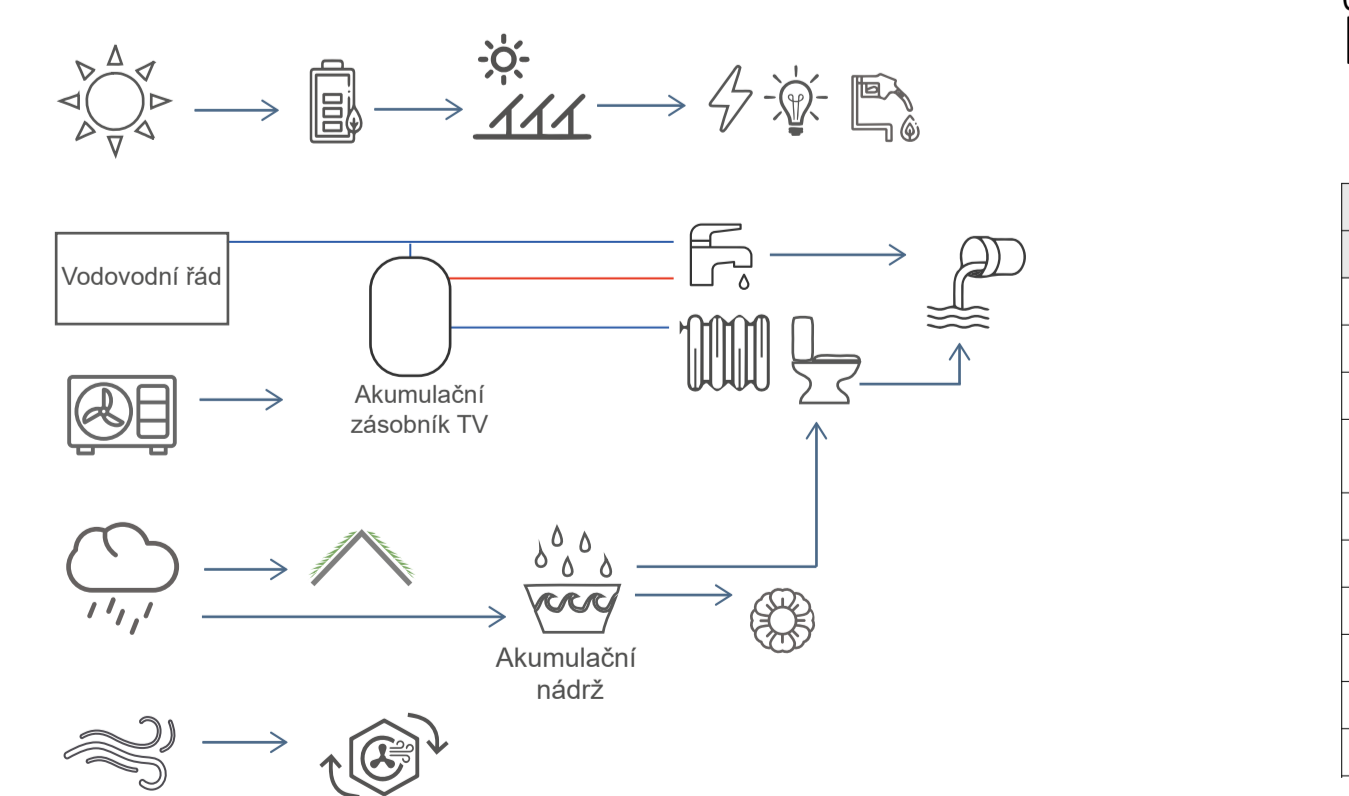 Vodovodní řád
Akumulační
zásobník TV
Akumulační
nádrž